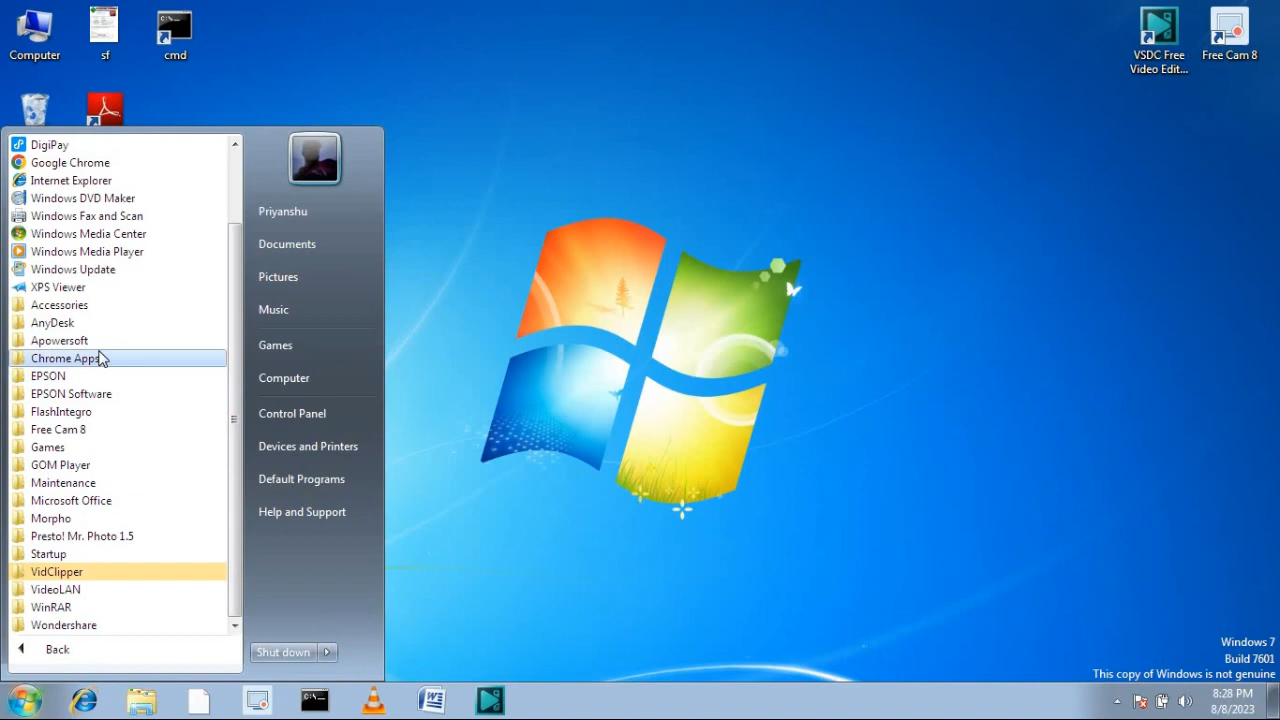 Computer
sf
cmd
VSDC Free
Video Edit...
Free Cam 8
DigiPay
Google Chrome
Internet Explorer
Windows DVD Maker
Windows Fax and Scan
Windows Media Center
Windows Media Player
Windows Update
XPS Viewer
Accessories
AnyDesk
Apowersoft
Chrome Apps
EPSON
EPSON Software
FlashIntegro
Free Cam 8
Games
GOM Player
Maintenance
Microsoft Office
Morpho
Presto! Mr. Photo 1.5
Startup
VidClipper
VideoLAN
WinRAR
Wondershare
Back
Priyanshu
Documents
Pictures
Music
Games
Computer
Control Panel
Devices and Printers
Default Programs
Help and Support
Shut down
Windows 7
Build 7601
This copy of Windows is not genuine
8:28 PM
8/8/2023